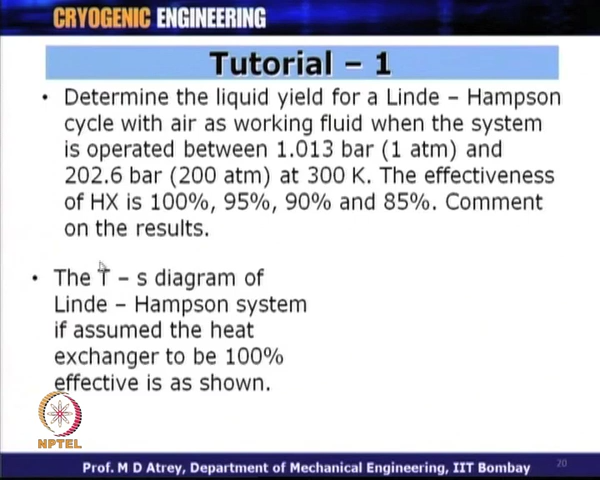 CRYOGENIC ENGINEERING
Tutorial – 1
• Determine the liquid yield for a Linde – Hampson
cycle with air as working fluid when the system
is operated between 1.013 bar (1 atm) and
202.6 bar (200 atm) at 300 K. The effectiveness
of HX is 100%, 95%, 90% and 85%. Comment
on the results.
• The T – s diagram of
Linde – Hampson system
if assumed the heat
exchanger to be 100%
effective is as shown.
NPTEL
Prof. M D Atrey, Department of Mechanical Engineering, IIT Bombay
20